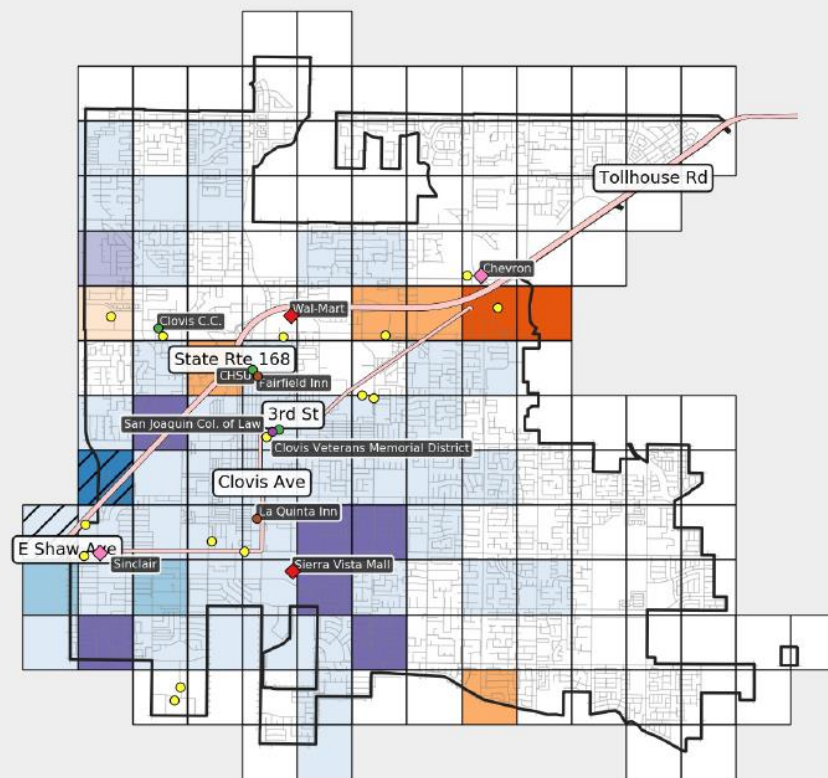 Tollhouse Rd
Chevron
Wal-Mart
Clovis C.C.
State Rte 168
CHSU
Fairfield Inn
3rd St
San Joaquin Col. of Law
Clovis Veterans Memorial District
Clovis Ave
La Quinta Inn
E Shaw Ave
Sinclair
Sierra Vista Mall